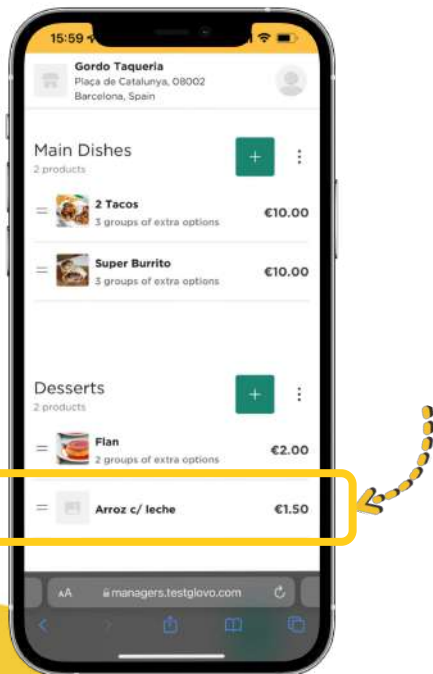 15:59
Gordo Taqueria
Plaça de Catalunya, 08002
Barcelona, Spain
Main Dishes
2 products
+
2 Tacos
3 groups of extra options
€10.00
Super Burrito
3 groups of extra options
€10.00
Desserts
2 products
+
Flan
2 groups of extra options
€2.00
Arroz c/ leche
€1.50
AA
managers.testglovo.com